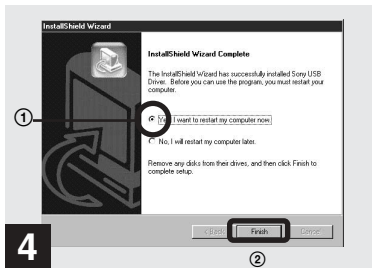 InstallShield Wizard
InstallShield Wizard Complete
The InstallShield Wizard has successfully installed Sony USB
Driver. Before you can use the program, you must restart your
computer.
①
Yes, I want to restart my computer now.
No, I will restart my computer later.
Remove any disks from their drives, and then click Finish to
complete setup.
< Back
Finish
Cancel
4
②